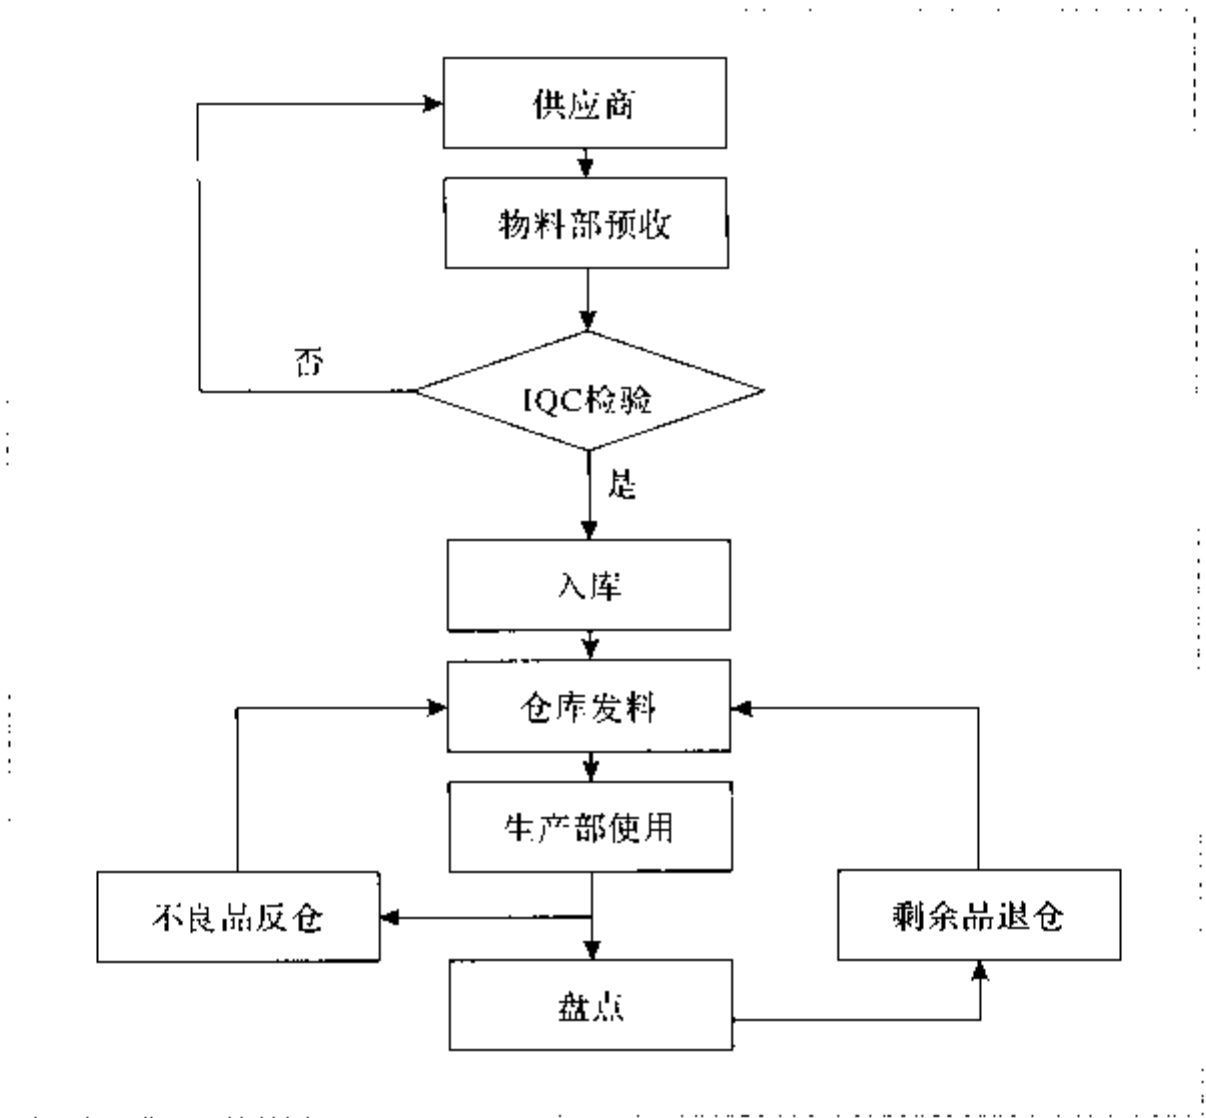 供应商
物料部预收
否
IQC检验
是
入库
仓库发料
生产部使用
不良品反仓
剩余品退仓
盘点